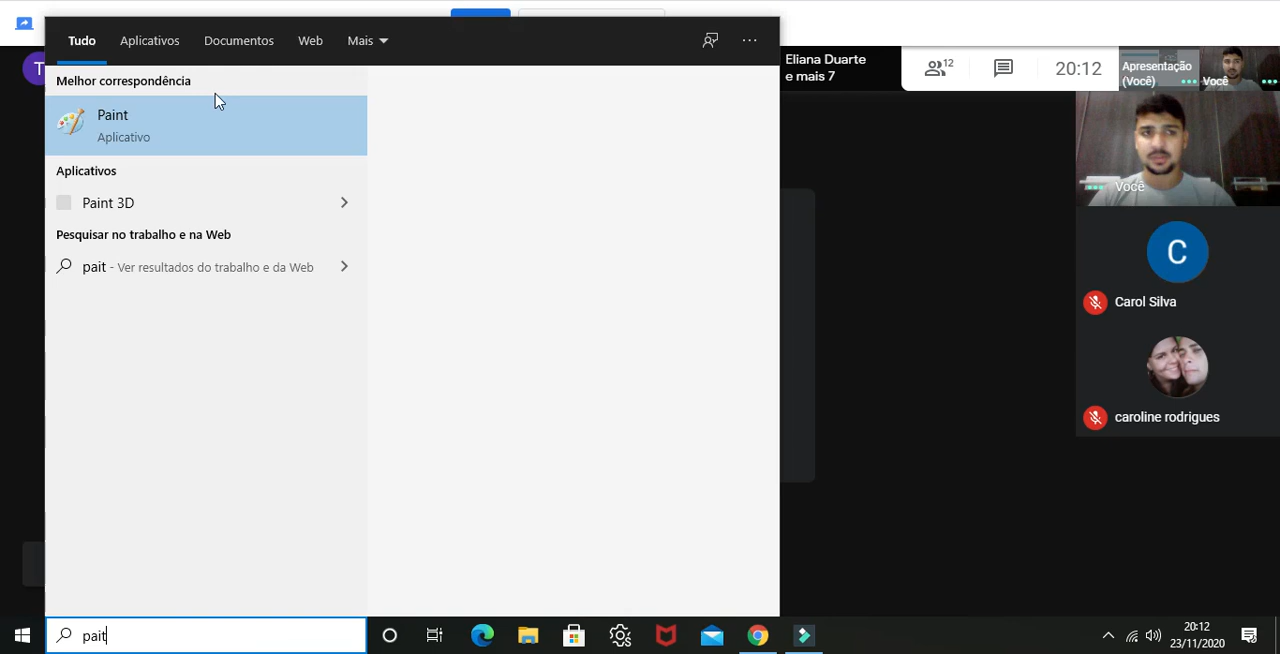 Tudo Aplicativos Documentos Web Mais
Melhor correspondência
Paint
Aplicativo
Aplicativos
Paint 3D
Pesquisar no trabalho e na Web
pait - Ver resultados do trabalho e da Web
pait
T
Eliana Duarte
e mais 7
12
20:12
Apresentação
(Você)
Você
Você
C
Carol Silva
caroline rodrigues
20:12
23/11/2020